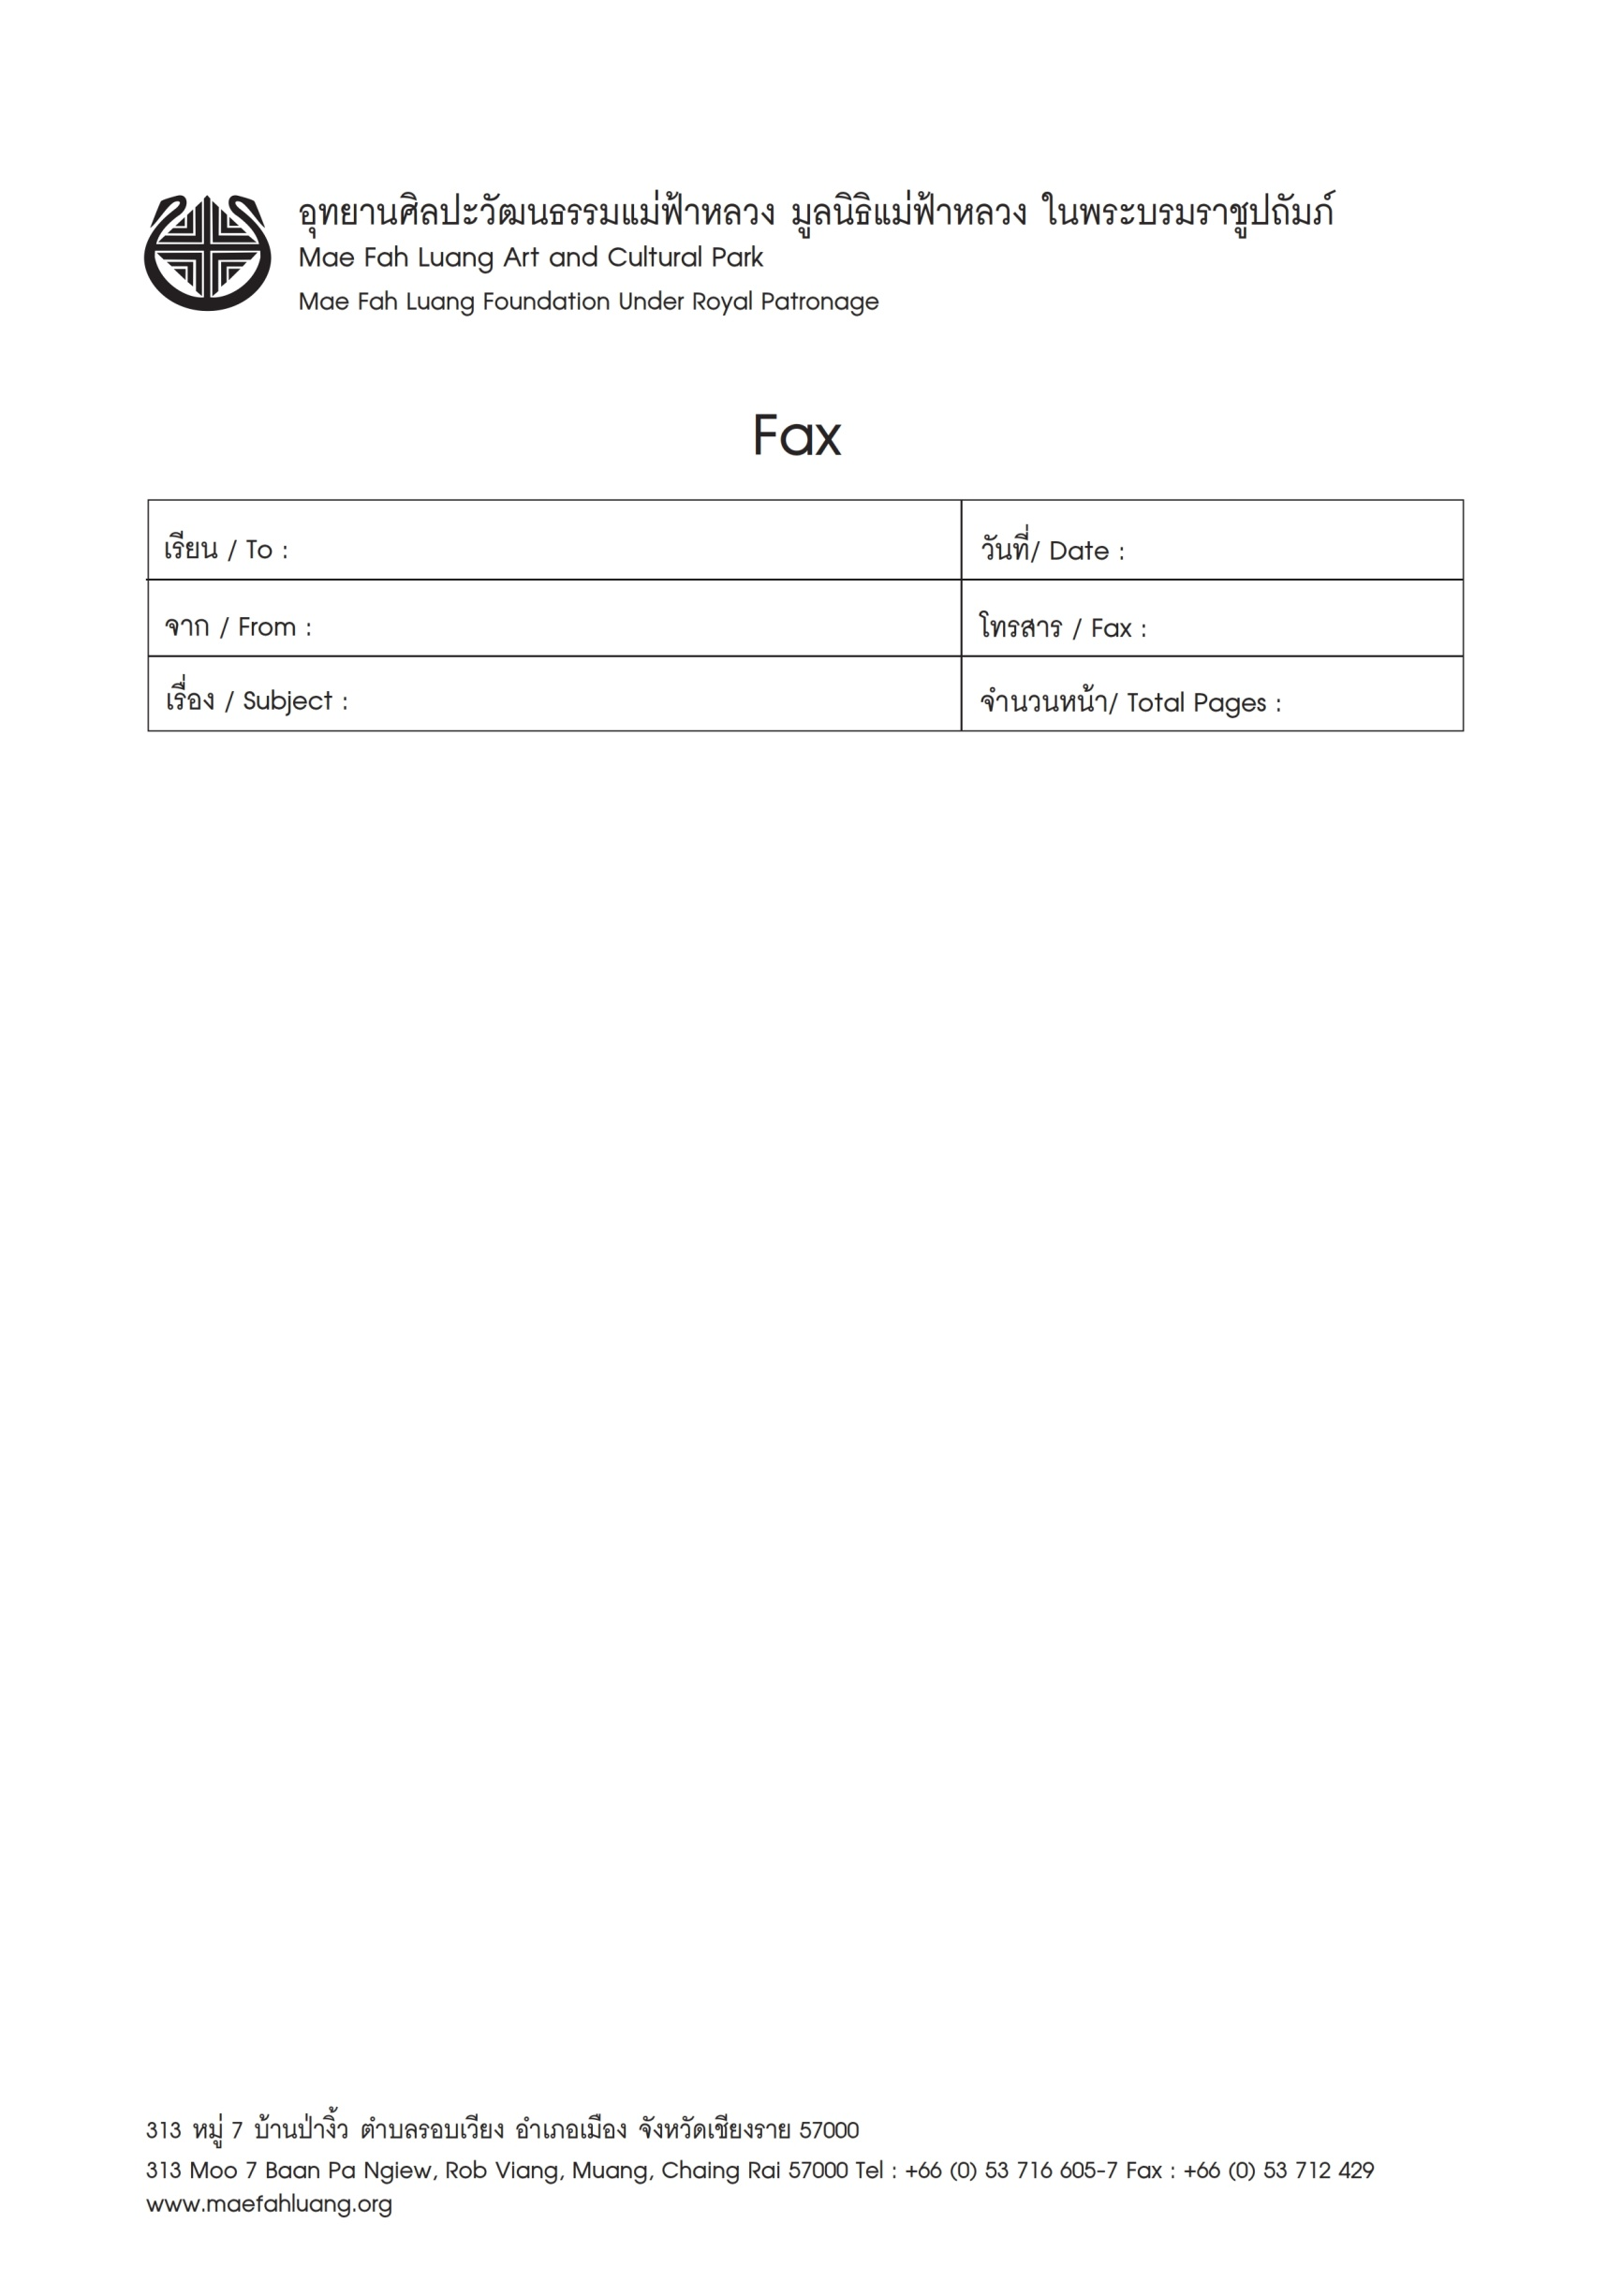 อุทยานศิลปะวัฒนธรรมแม่ฟ้าหลวง มูลนิธิแม่ฟ้าหลวง ในพระบรมราชูปถัมภ์
Mae Fah Luang Art and Cultural Park
Mae Fah Luang Foundation Under Royal Patronage
Fax
เรียน / To : วันที่/ Date :
จาก / From : โทรสาร / Fax :
เรื่อง / Subject : จำนวนหน้า/ Total Pages :
313 หมู่ 7 บ้านป่างิ้ว ตำบลรอบเวียง อำเภอเมือง จังหวัดเชียงราย 57000
313 Moo 7 Baan Pa Ngiew, Rob Viang, Muang, Chaing Rai 57000 Tel : +66 (0) 53 716 605-7 Fax : +66 (0) 53 712 429
www.maefahluang.org